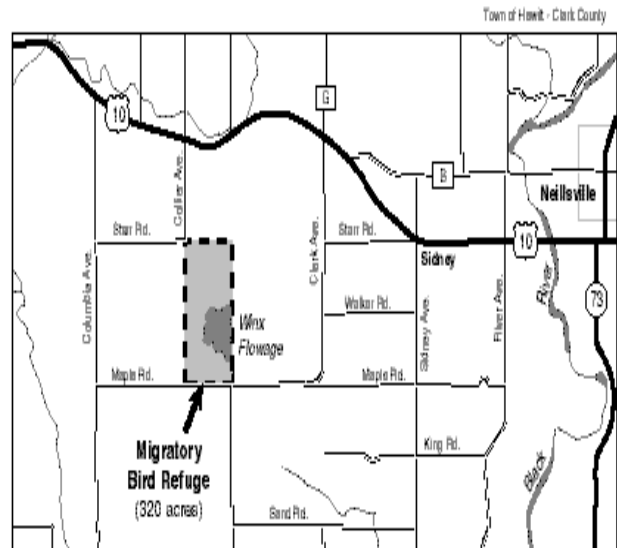 Town of Hewitt - Clark County
10
G
Collier Ave.
B
Neillsville
Starr Rd.
Starr Rd.
10
Sidney
Columbia Ave.
Clark Ave.
River
73
Walker Rd.
Sidney Ave.
River Ave.
Flowage
Maple Rd.
Maple Rd.
Migratory
Bird Refuge
(320 acres)
King Rd.
Black
Sand Rd.